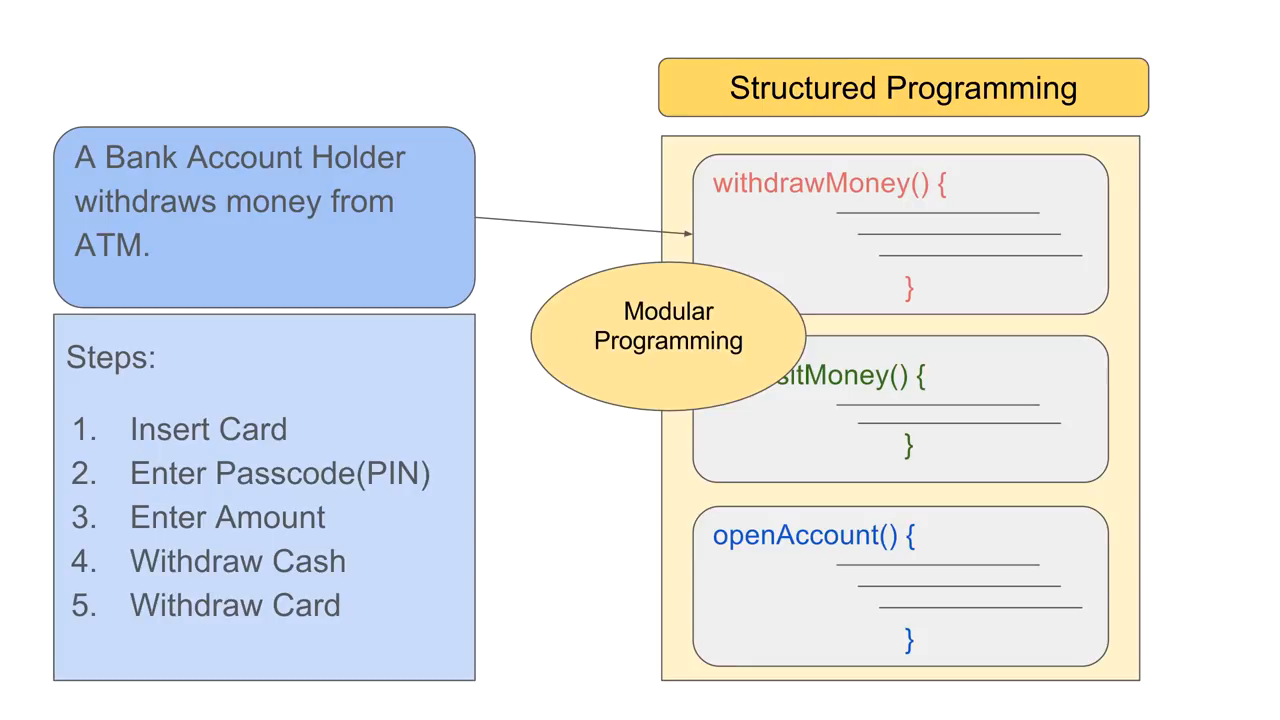 Structured Programming
A Bank Account Holder
withdraws money from
ATM.
Steps:
1. Insert Card
2. Enter Passcode(PIN)
3. Enter Amount
4. Withdraw Cash
5. Withdraw Card
Modular
Programming
withdrawMoney() {
}
sitMoney() {
}
openAccount() {
}